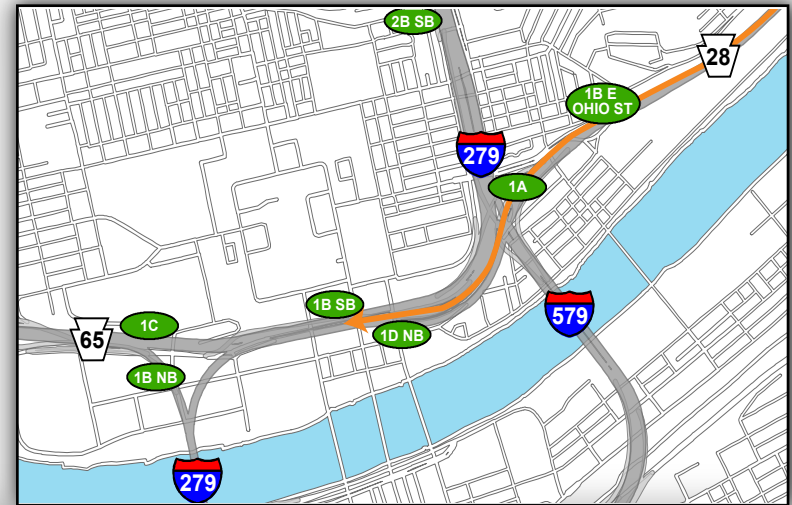 2B SB
28
1B E
OHIO ST
279
1A
1B SB
579
1C
1D NB
65
1B NB
279